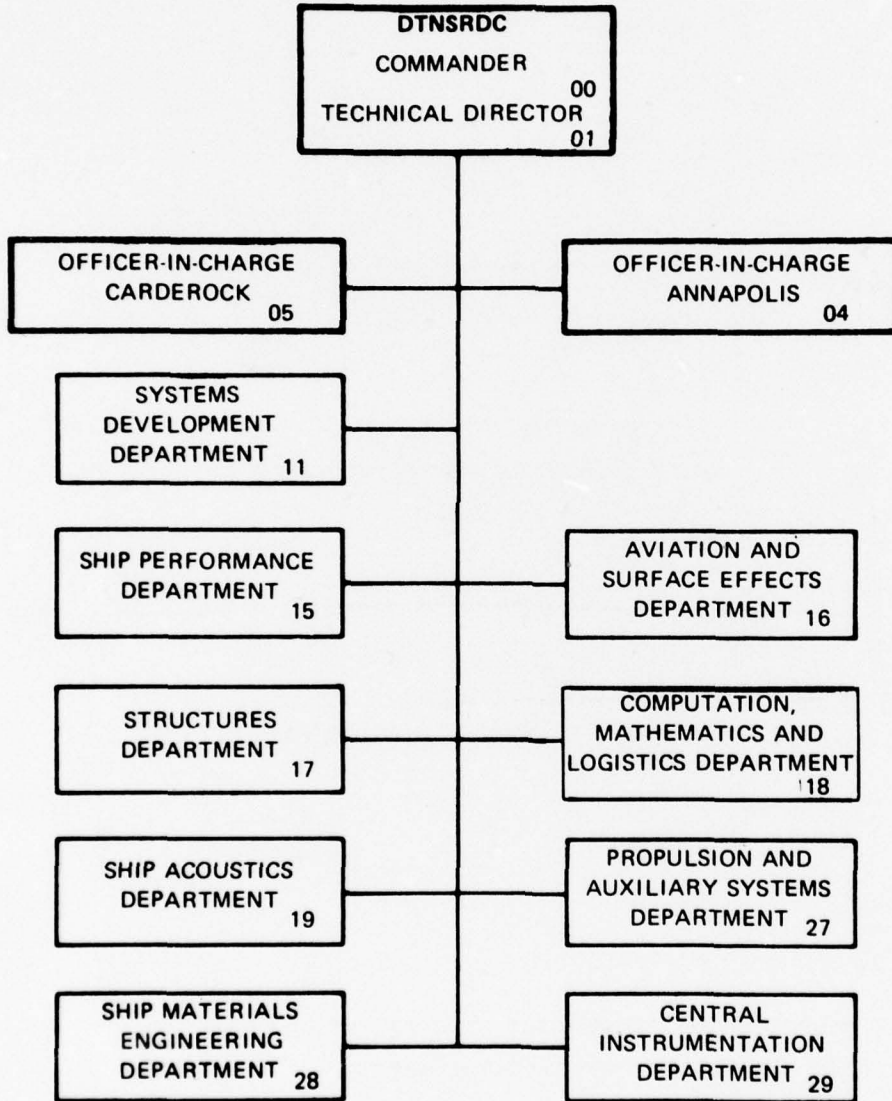 DTNSRDC
COMMANDER
00
TECHNICAL DIRECTOR
01
OFFICER-IN-CHARGE
CARDEROCK
05
OFFICER-IN-CHARGE
ANNAPOLIS
04
SYSTEMS
DEVELOPMENT
DEPARTMENT 11
SHIP PERFORMANCE
DEPARTMENT
15
AVIATION AND
SURFACE EFFECTS
DEPARTMENT 16
STRUCTURES
DEPARTMENT
17
COMPUTATION,
MATHEMATICS AND
LOGISTICS DEPARTMENT
18
SHIP ACOUSTICS
DEPARTMENT
19
PROPULSION AND
AUXILIARY SYSTEMS
DEPARTMENT 27
SHIP MATERIALS
ENGINEERING
DEPARTMENT 28
CENTRAL
INSTRUMENTATION
DEPARTMENT 29